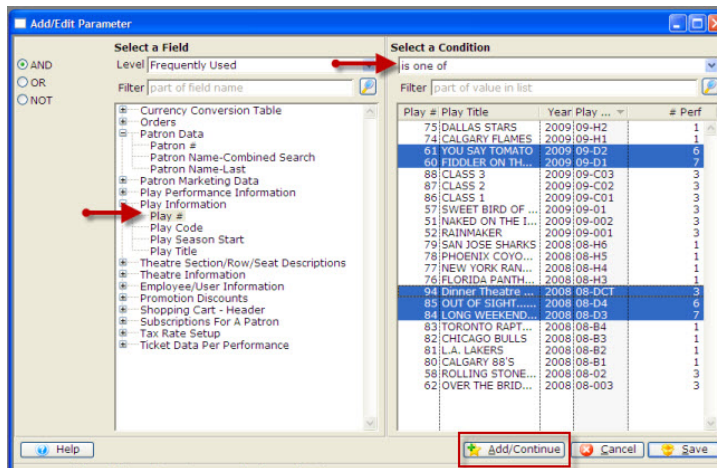 Add/Edit Parameter
AND
OR
NOT
Select a Field
Level Frequently Used
Filter part of field name
Currency Conversion Table
Orders
Patron Data
Patron #
Patron Name-Combined Search
Patron Name-Last
Patron Marketing Data
Play Performance Information
Play Information
Play #
Play Code
Play Season Start
Play Title
Theatre Section/Row/Seat Descriptions
Theatre Information
Employee/User Information
Promotion Discounts
Shopping Cart - Header
Subscriptions For A Patron
Tax Rate Setup
Ticket Data Per Performance
Select a Condition
is one of
Filter part of value in list
Play # Play Title Year Play ... # Perf
75 DALLAS STARS 2009 09-H2 1
74 CALGARY FLAMES 2009 09-H1 1
61 YOU SAY TOMATO 2009 09-D2 6
60 FIDDLER ON TH... 2009 09-D1 7
88 CLASS 3 2009 09-C03 3
87 CLASS 2 2009 09-C02 3
86 CLASS 1 2009 09-C01 3
57 SWEET BIRD OF ... 2009 09-01 3
51 NAKED ON THE I... 2009 09-002 3
52 RAINMAKER 2009 09-001 3
79 SAN JOSE SHARKS 2008 08-H6 1
78 PHOENIX COYO... 2008 08-H5 1
77 NEW YORK RAN... 2008 08-H4 1
76 FLORIDA PANTH... 2008 08-H3 1
94 Dinner Theatre ... 2008 08-DCT 3
85 OUT OF SIGHT...... 2008 08-D4 6
84 LONG WEEKEND... 2008 08-D3 7
83 TORONTO RAPT... 2008 08-B4 1
82 CHICAGO BULLS 2008 08-B3 1
81 L.A. LAKERS 2008 08-B2 1
80 CALGARY 88'S 2008 08-B1 1
58 ROLLING STONE... 2008 08-02 3
62 OVER THE BRID... 2008 08-003 3
Help
Add/Continue
Cancel
Save